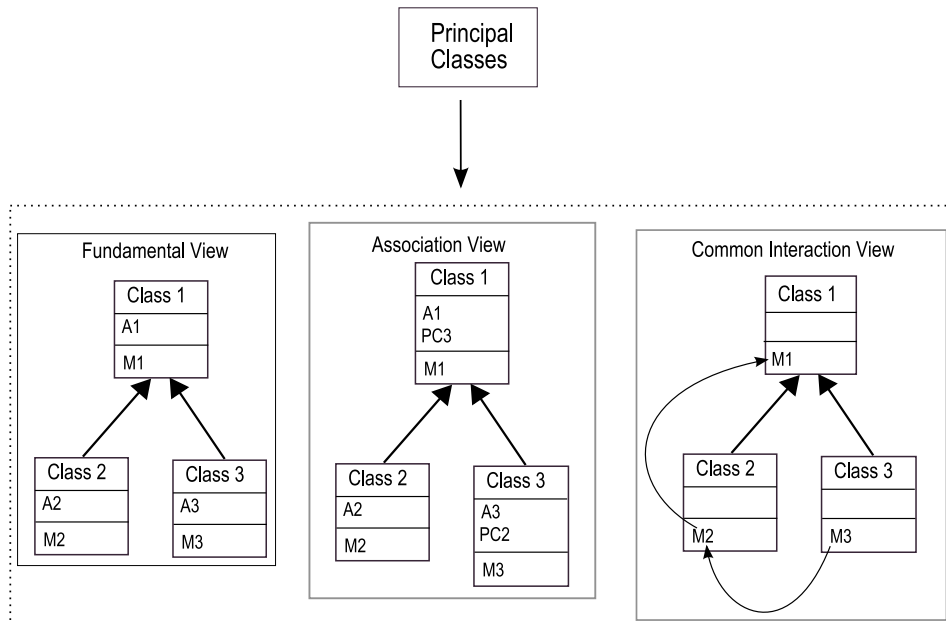 Principal
Classes
Fundamental View
Class 1
A1
M1
Class 2
A2
M2
Class 3
A3
M3
Association View
Class 1
A1
PC3
M1
Class 2
A2
M2
Class 3
A3
PC2
M3
Common Interaction View
Class 1
M1
Class 2
M2
Class 3
M3